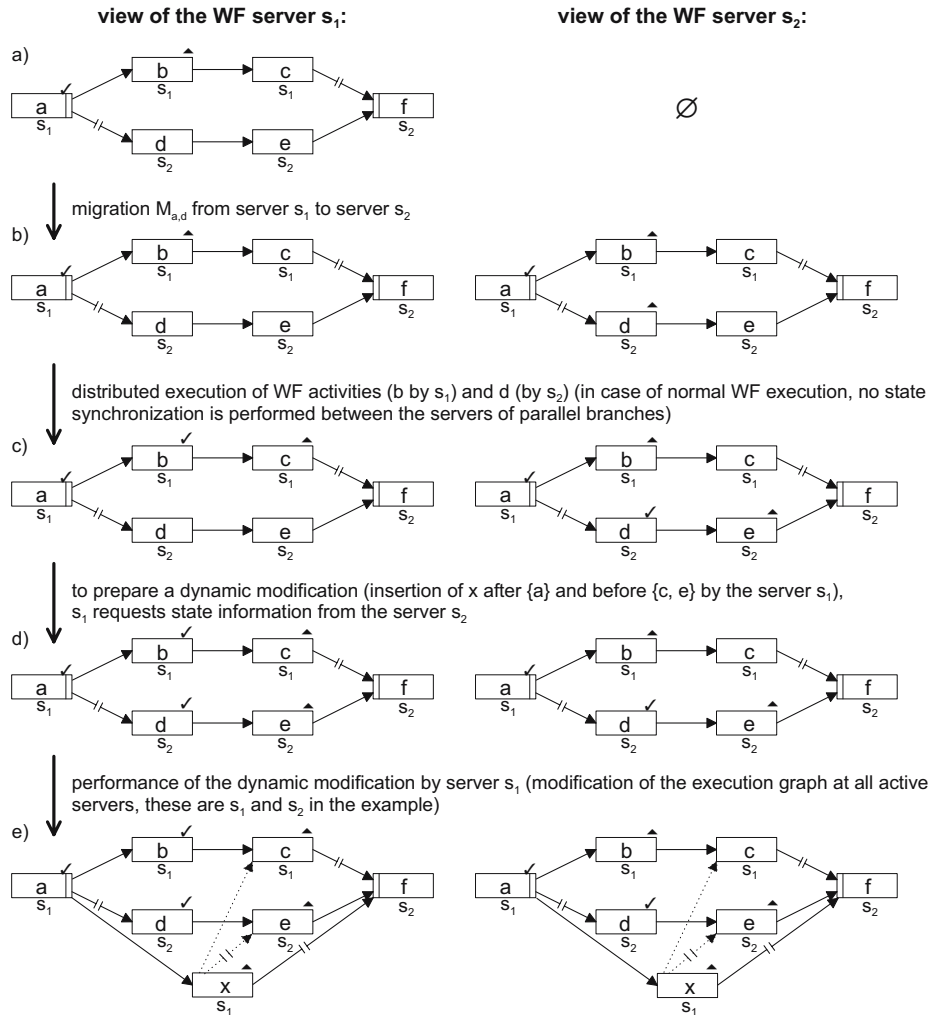 view of the WF server s₁: view of the WF server s₂:
a)
b c
s₁ s₁
a f ∅
s₁ s₂
d e
s₂ s₂
migration Mₐ,d from server s₁ to server s₂
b)
b c b c
s₁ s₁ s₁ s₁
a f a f
s₁ s₂ s₁ s₂
d e d e
s₂ s₂ s₂ s₂
distributed execution of WF activities (b by s₁) and d (by s₂) (in case of normal WF execution, no state
synchronization is performed between the servers of parallel branches)
c)
b c b c
s₁ s₁ s₁ s₁
a f a f
s₁ s₂ s₁ s₂
d e d e
s₂ s₂ s₂ s₂
to prepare a dynamic modification (insertion of x after {a} and before {c, e} by the server s₁),
s₁ requests state information from the server s₂
d)
b c b c
s₁ s₁ s₁ s₁
a f a f
s₁ s₂ s₁ s₂
d e d e
s₂ s₂ s₂ s₂
performance of the dynamic modification by server s₁ (modification of the execution graph at all active
servers, these are s₁ and s₂ in the example)
e)
b c b c
s₁ s₁ s₁ s₁
a f a f
s₁ s₂ s₁ s₂
d e d e
s₂ s₂ s₂ s₂
x x
s₁ s₁